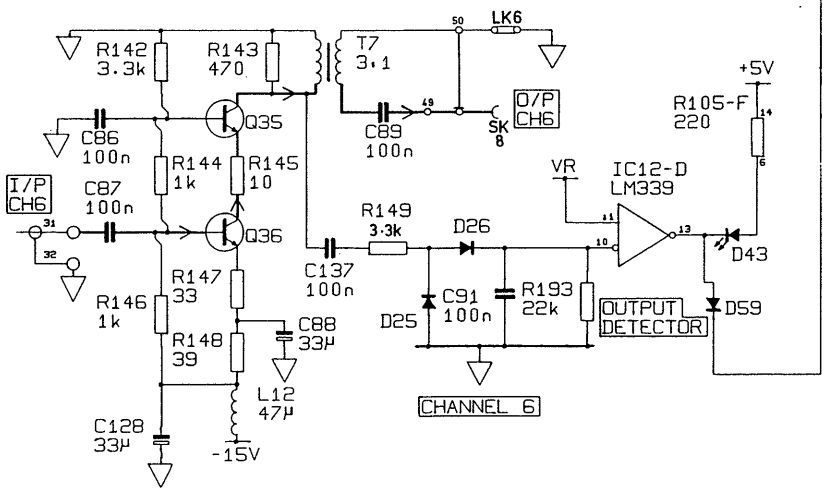 50
LK6
R142
3.3k
R143
470
T7
3.1
+5V
49
O/P
CH6
SK
8
R105-F
220
14
6
C86
100n
Q35
C89
100n
R144
1k
R145
10
IC12-D
LM339
VR
I/P
CH6
C87
100n
31
32
Q36
R149
3.3k
D26
11
10
13
D43
R147
33
C137
100n
R146
1k
D25
C91
100n
R193
22k
OUTPUT
DETECTOR
D59
C88
33µ
R148
39
L12
47µ
CHANNEL 6
C128
33µ
-15V